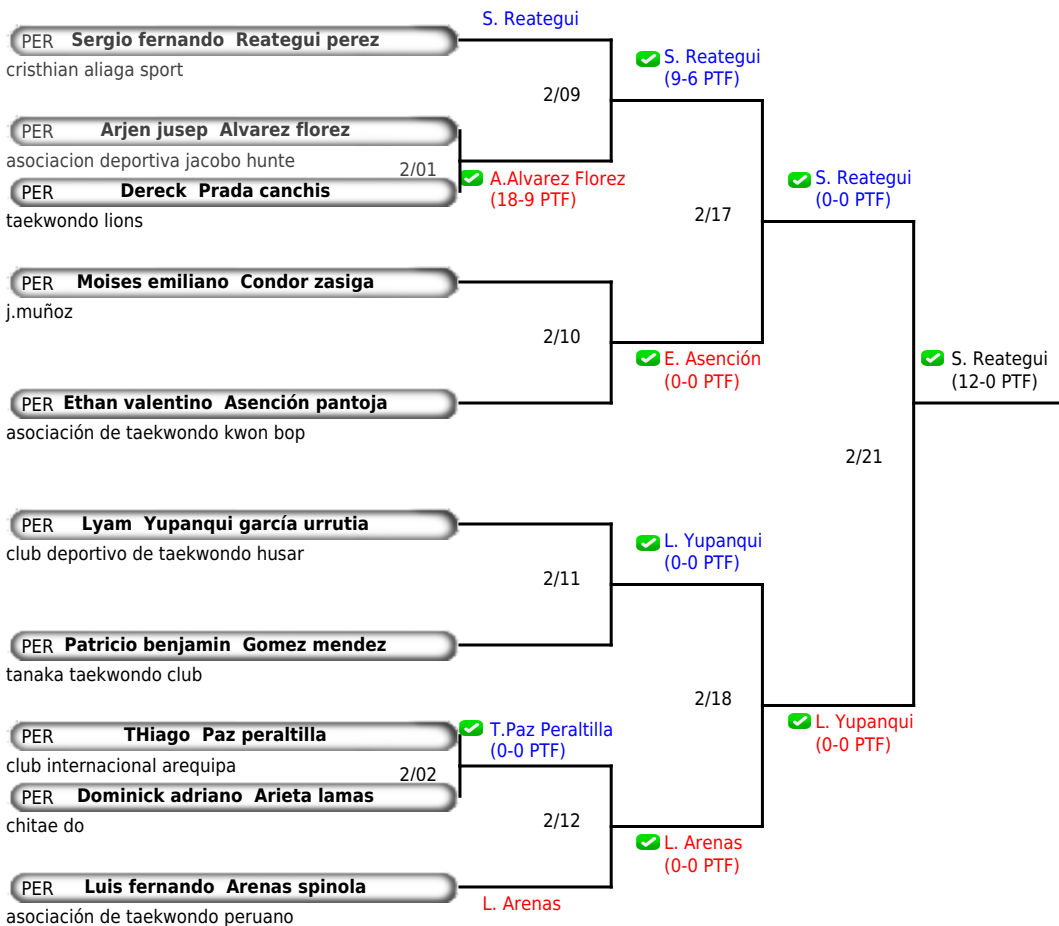 S. Reategui
PER Sergio fernando Reategui perez
cristhian aliaga sport
S. Reategui
(9-6 PTF)
2/09
PER Arjen jusep Alvarez florez
asociacion deportiva jacobo hunte
2/01
A.Alvarez Florez
(18-9 PTF)
PER Dereck Prada canchis
taekwondo lions
S. Reategui
(0-0 PTF)
2/17
PER Moises emiliano Condor zasiga
j.muñoz
2/10
E. Asención
(0-0 PTF)
S. Reategui
(12-0 PTF)
PER Ethan valentino Asención pantoja
asociación de taekwondo kwon bop
2/21
PER Lyam Yupanqui garcía urrutia
club deportivo de taekwondo husar
L. Yupanqui
(0-0 PTF)
2/11
PER Patricio benjamin Gomez mendez
tanaka taekwondo club
2/18
L. Yupanqui
(0-0 PTF)
PER THiago Paz peraltilla
club internacional arequipa
T.Paz Peraltilla
(0-0 PTF)
2/02
PER Dominick adriano Arieta lamas
chitae do
2/12
L. Arenas
(0-0 PTF)
PER Luis fernando Arenas spinola
L. Arenas
asociación de taekwondo peruano